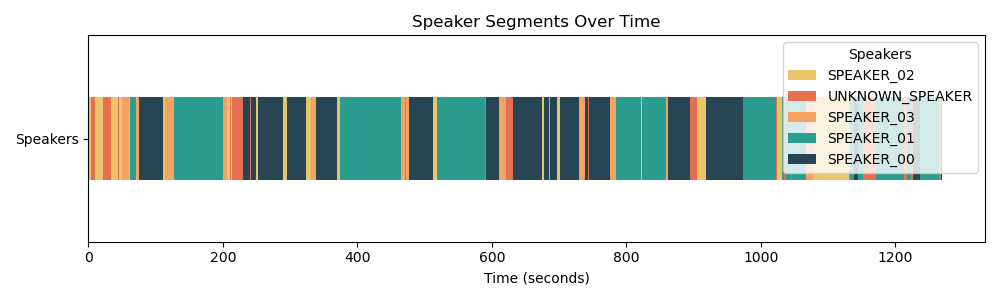 Speaker Segments Over Time
Speakers
SPEAKER_02
UNKNOWN_SPEAKER
SPEAKER_03
SPEAKER_01
SPEAKER_00
Speakers
0 200 400 600 800 1000 1200
Time (seconds)